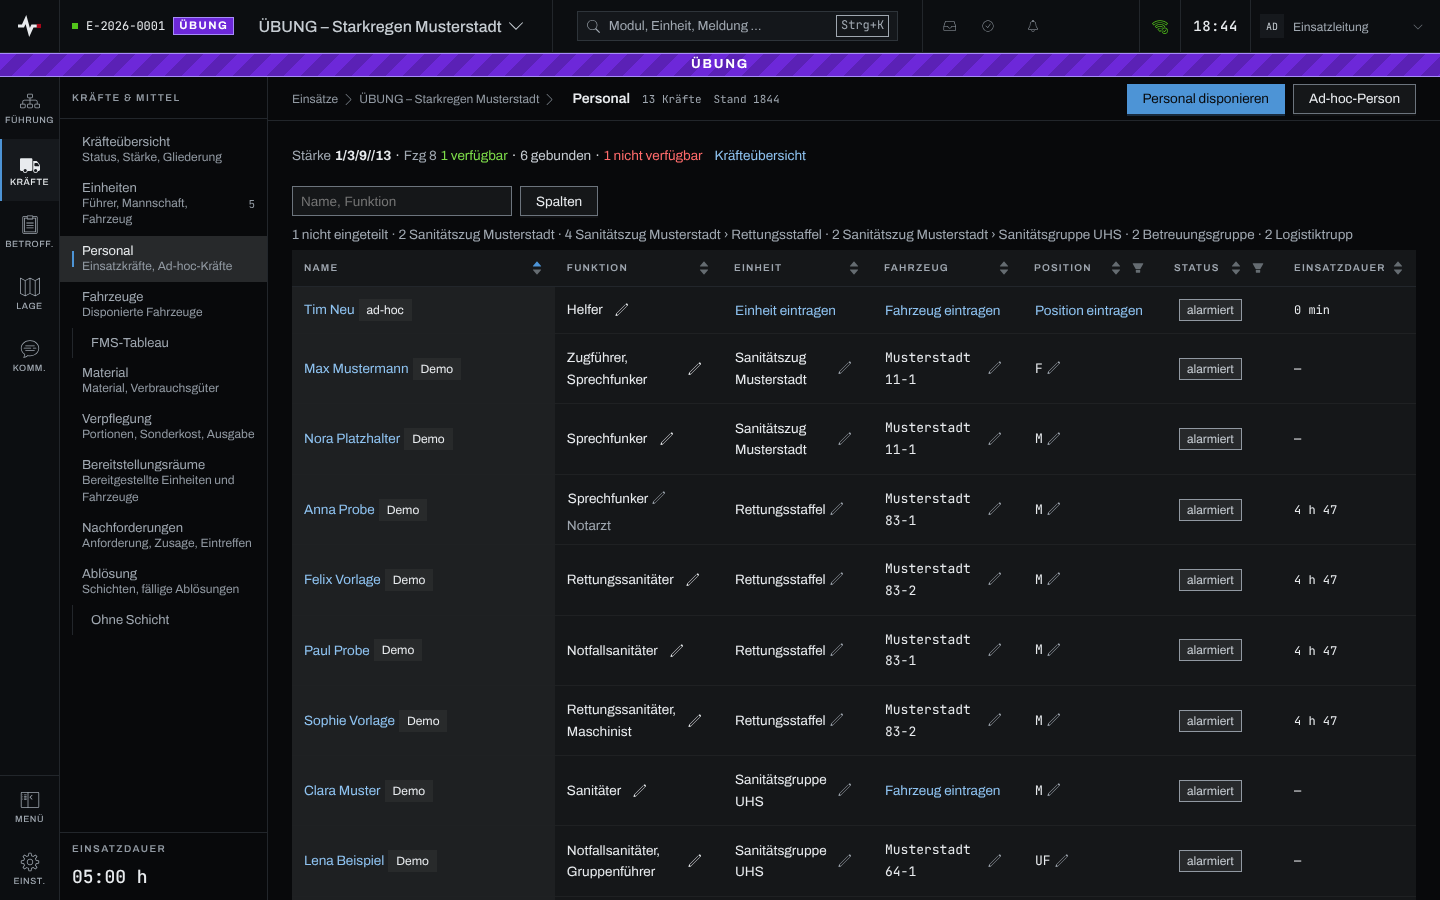 E-2026-0001 ÜBUNG ÜBUNG – Starkregen Musterstadt Modul, Einheit, Meldung ... Strg+K 18:44 AD Einsatzleitung
ÜBUNG
FÜHRUNG
KRÄFTE
BETROFF.
LAGE
KOMM.
MENÜ
EINST.
KRÄFTE & MITTEL
Kräfteübersicht
Status, Stärke, Gliederung
Einheiten
Führer, Mannschaft,
Fahrzeug
5
Personal
Einsatzkräfte, Ad-hoc-Kräfte
Fahrzeuge
Disponierte Fahrzeuge
FMS-Tableau
Material
Material, Verbrauchsgüter
Verpflegung
Portionen, Sonderkost, Ausgabe
Bereitstellungsräume
Bereitgestellte Einheiten und
Fahrzeuge
Nachforderungen
Anforderung, Zusage, Eintreffen
Ablösung
Schichten, fällige Ablösungen
Ohne Schicht
EINSATZDAUER
05:00 h
Einsätze ÜBUNG – Starkregen Musterstadt Personal 13 Kräfte Stand 1844 Personal disponieren Ad-hoc-Person
Stärke 1/3/9//13 · Fzg 8 1 verfügbar · 6 gebunden · 1 nicht verfügbar Kräfteübersicht
Name, Funktion Spalten
1 nicht eingeteilt · 2 Sanitätszug Musterstadt · 4 Sanitätszug Musterstadt › Rettungsstaffel · 2 Sanitätszug Musterstadt › Sanitätsgruppe UHS · 2 Betreuungsgruppe · 2 Logistiktrupp
NAME FUNKTION EINHEIT FAHRZEUG POSITION STATUS EINSATZDAUER
Tim Neu ad-hoc Helfer Einheit eintragen Fahrzeug eintragen Position eintragen alarmiert 0 min
Zugführer, Sanitätszug Musterstadt
Max Mustermann Demo F alarmiert –
Sprechfunker Musterstadt 11-1
Sanitätszug Musterstadt
Nora Platzhalter Demo Sprechfunker M alarmiert –
Musterstadt 11-1
Sprechfunker Musterstadt
Anna Probe Demo Rettungsstaffel M alarmiert 4 h 47
Notarzt 83-1
Musterstadt
Felix Vorlage Demo Rettungssanitäter Rettungsstaffel M alarmiert 4 h 47
83-2
Musterstadt
Paul Probe Demo Notfallsanitäter Rettungsstaffel M alarmiert 4 h 47
83-1
Rettungssanitäter, Musterstadt
Sophie Vorlage Demo Rettungsstaffel M alarmiert 4 h 47
Maschinist 83-2
Sanitätsgruppe
Clara Muster Demo Sanitäter Fahrzeug eintragen M alarmiert –
UHS
Notfallsanitäter, Sanitätsgruppe Musterstadt
Lena Beispiel Demo UF alarmiert –
Gruppenführer UHS 64-1